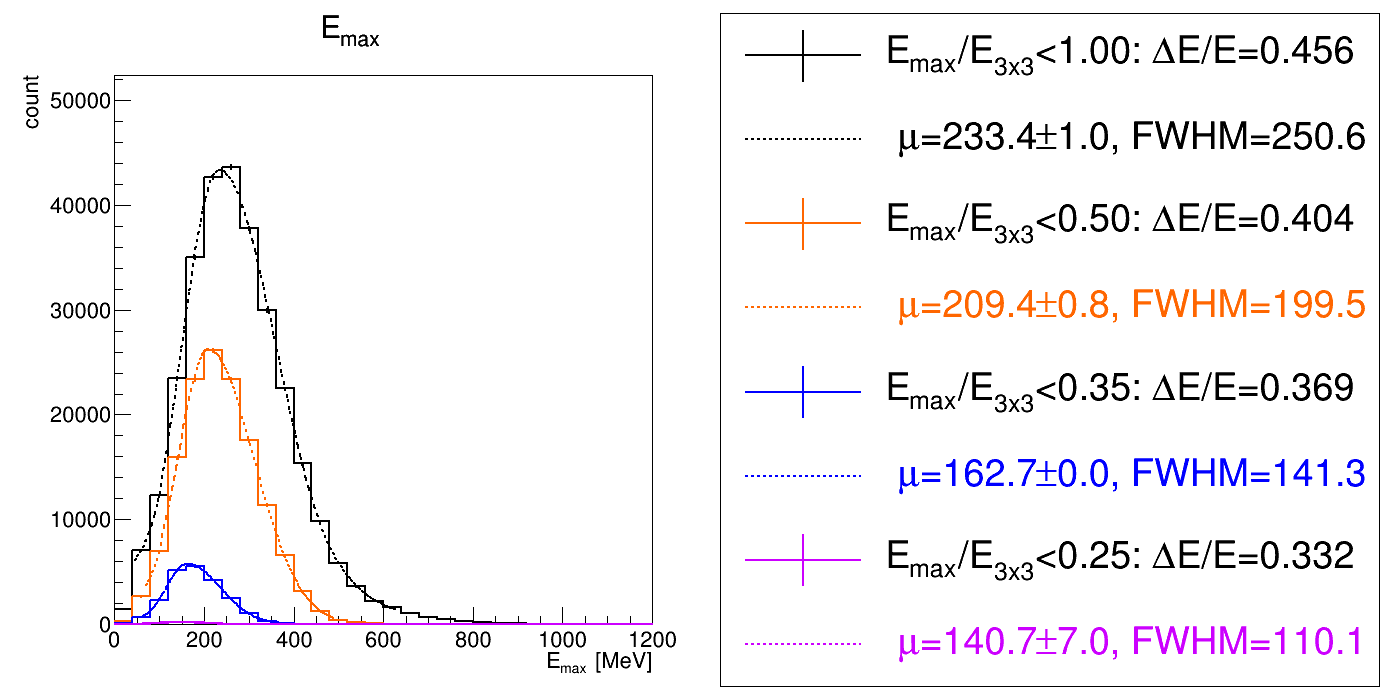 E_max
count
50000
40000
30000
20000
10000
0
0 200 400 600 800 1000 1200
E_max [MeV]
E_max/E_3x3<1.00: ΔE/E=0.456
μ=233.4±1.0, FWHM=250.6
E_max/E_3x3<0.50: ΔE/E=0.404
μ=209.4±0.8, FWHM=199.5
E_max/E_3x3<0.35: ΔE/E=0.369
μ=162.7±0.0, FWHM=141.3
E_max/E_3x3<0.25: ΔE/E=0.332
μ=140.7±7.0, FWHM=110.1